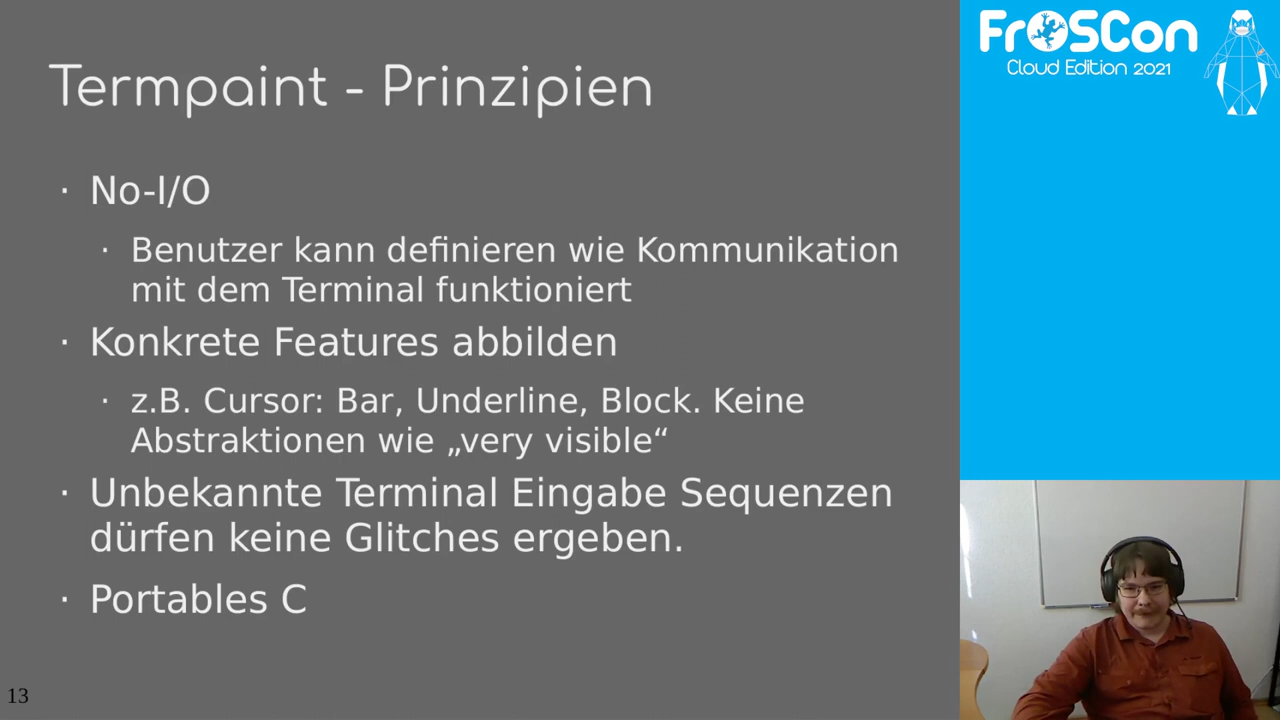 Termpaint - Prinzipien
· No-I/O
· Benutzer kann definieren wie Kommunikation
mit dem Terminal funktioniert
· Konkrete Features abbilden
· z.B. Cursor: Bar, Underline, Block. Keine
Abstraktionen wie „very visible“
· Unbekannte Terminal Eingabe Sequenzen
dürfen keine Glitches ergeben.
· Portables C
13
FrOSCon
Cloud Edition 2021